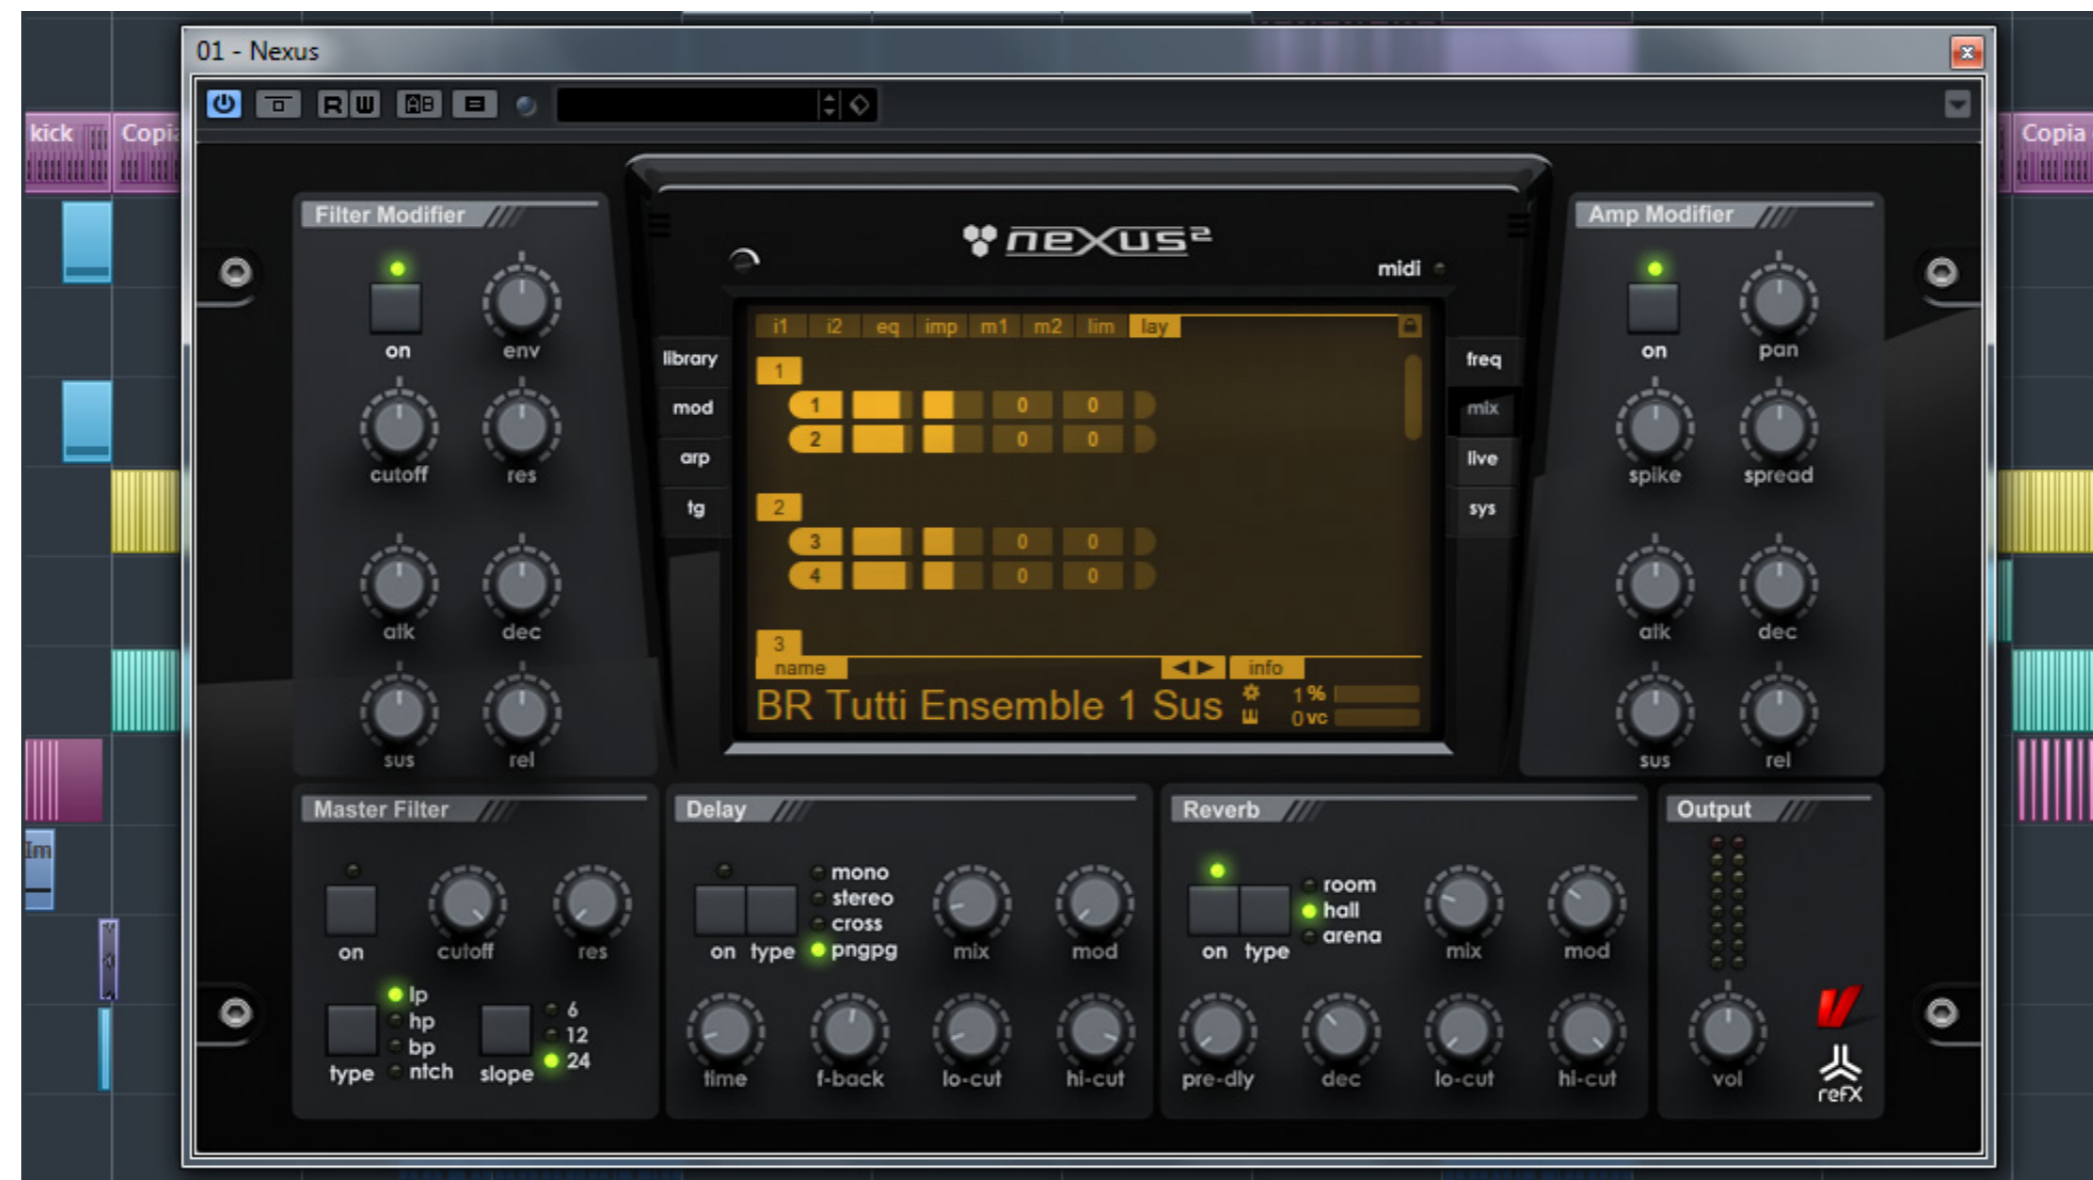 01 - Nexus
R W AB
kick
Copia
Copia
Im
nexus2
midi
Filter Modifier
on
env
cutoff
res
atk
dec
sus
rel
library
mod
arp
tg
i1 i2 eq imp m1 m2 lim lay
1
1 0 0
2 0 0
2
3 0 0
4 0 0
3
name info
BR Tutti Ensemble 1 Sus
1 %
0 vc
freq
mix
live
sys
Amp Modifier
on
pan
spike
spread
atk
dec
sus
rel
Master Filter
on
cutoff
res
type
lp
hp
bp
ntch
slope
6
12
24
Delay
on
type
mono
stereo
cross
pngpg
mix
mod
time
f-back
lo-cut
hi-cut
Reverb
on
type
room
hall
arena
mix
mod
pre-dly
dec
lo-cut
hi-cut
Output
vol
reFX